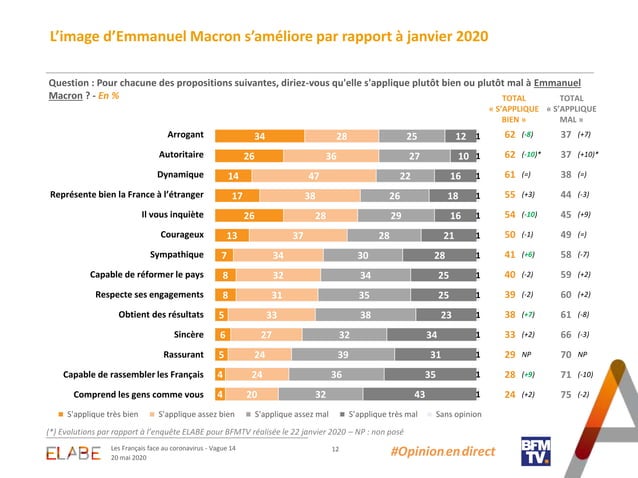 L’image d’Emmanuel Macron s’améliore par rapport à janvier 2020
Question : Pour chacune des propositions suivantes, diriez-vous qu'elle s'applique plutôt bien ou plutôt mal à Emmanuel
Macron ? - En %
TOTAL « S’APPLIQUE BIEN »
TOTAL « S’APPLIQUE MAL »
Arrogant 34 28 25 12 1 62 (-8) 37 (+7)
Autoritaire 26 36 27 10 1 62 (-10)* 37 (+10)*
Dynamique 14 47 22 16 1 61 (=) 38 (=)
Représente bien la France à l’étranger 17 38 26 18 1 55 (+3) 44 (-3)
Il vous inquiète 26 28 29 16 1 54 (-10) 45 (+9)
Courageux 13 37 28 21 1 50 (-1) 49 (=)
Sympathique 7 34 30 28 1 41 (+6) 58 (-7)
Capable de réformer le pays 8 32 34 25 1 40 (-2) 59 (+2)
Respecte ses engagements 8 31 35 25 1 39 (-2) 60 (+2)
Obtient des résultats 5 33 38 23 1 38 (+7) 61 (-8)
Sincère 6 27 32 34 1 33 (+2) 66 (-3)
Rassurant 5 24 39 31 1 29 NP 70 NP
Capable de rassembler les Français 4 24 36 35 1 28 (+9) 71 (-10)
Comprend les gens comme vous 4 20 32 43 1 24 (+2) 75 (-2)
S'applique très bien S'applique assez bien S'applique assez mal S'applique très mal Sans opinion
(*) Evolutions par rapport à l’enquête ELABE pour BFMTV réalisée le 22 janvier 2020 – NP : non posé
ELABE
Les Français face au coronavirus - Vague 14
20 mai 2020
12
#Opinionendirect
BFM
TV.